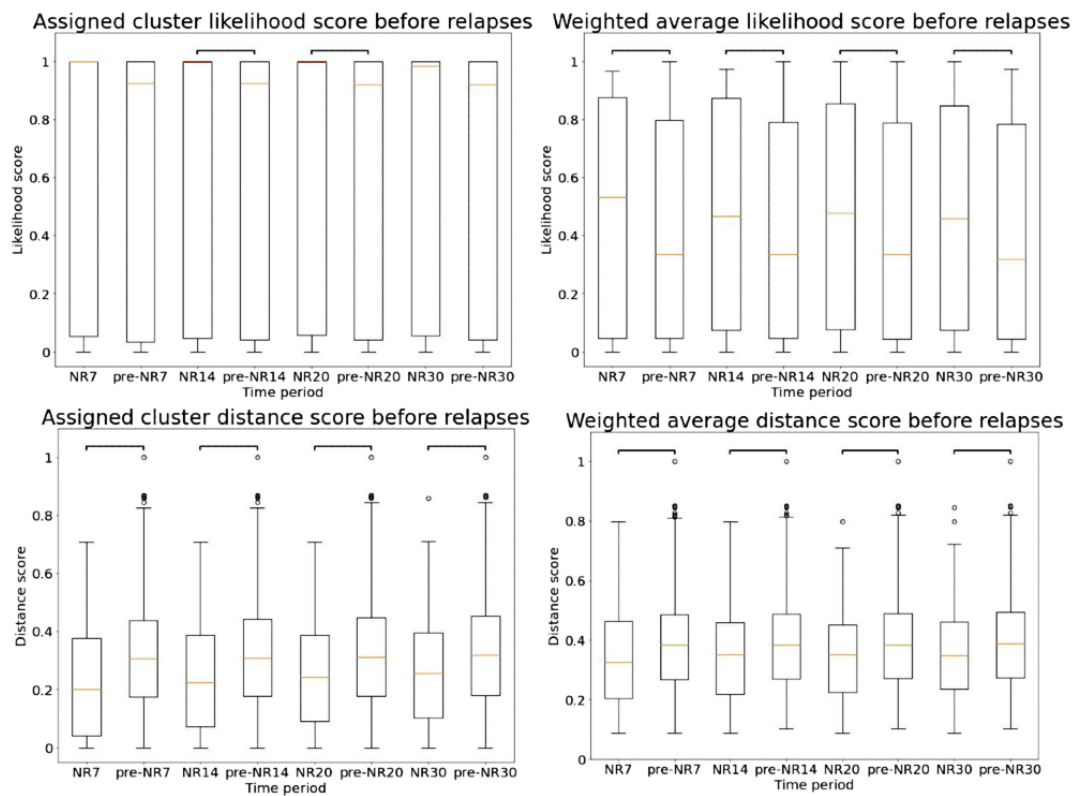 Assigned cluster likelihood score before relapses
Likelihood score
1
0.8
0.6
0.4
0.2
0
NR7 pre-NR7 NR14 pre-NR14 NR20 pre-NR20 NR30 pre-NR30
Time period
Weighted average likelihood score before relapses
Likelihood score
1
0.8
0.6
0.4
0.2
0
NR7 pre-NR7 NR14 pre-NR14 NR20 pre-NR20 NR30 pre-NR30
Time period
Assigned cluster distance score before relapses
Distance score
1
0.8
0.6
0.4
0.2
0
NR7 pre-NR7 NR14 pre-NR14 NR20 pre-NR20 NR30 pre-NR30
Time period
Weighted average distance score before relapses
Distance score
1
0.8
0.6
0.4
0.2
0
NR7 pre-NR7 NR14 pre-NR14 NR20 pre-NR20 NR30 pre-NR30
Time period